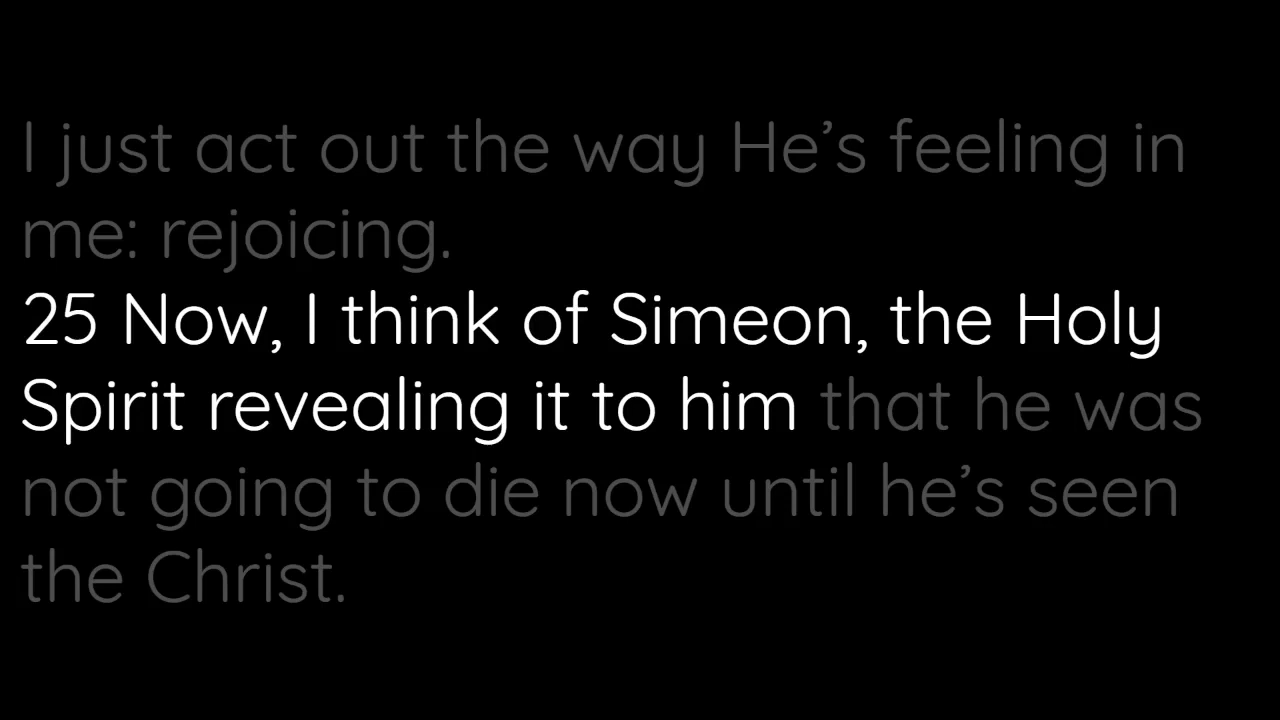 I just act out the way He’s feeling in
me: rejoicing.
25 Now, I think of Simeon, the Holy
Spirit revealing it to him that he was
not going to die now until he’s seen
the Christ.